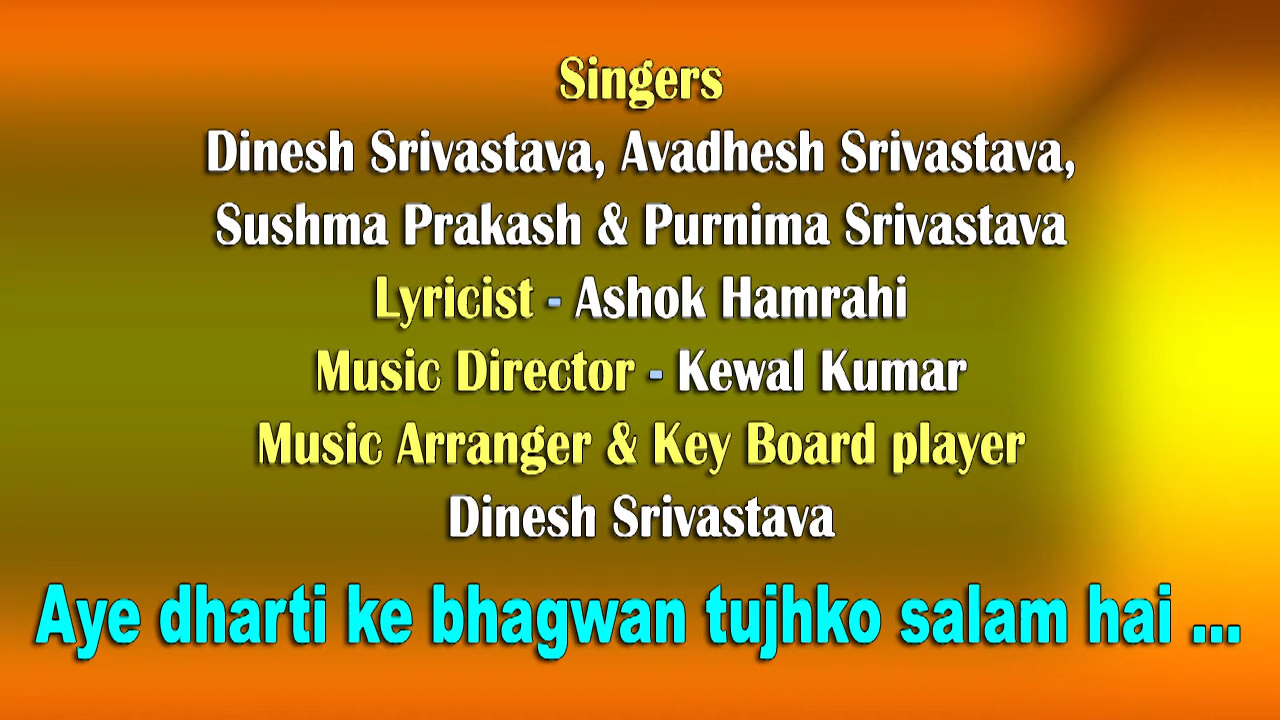 Singers
Dinesh Srivastava, Avadhesh Srivastava,
Sushma Prakash & Purnima Srivastava
Lyricist - Ashok Hamrahi
Music Director - Kewal Kumar
Music Arranger & Key Board player
Dinesh Srivastava
Aye dharti ke bhagwan tujhko salam hai ...